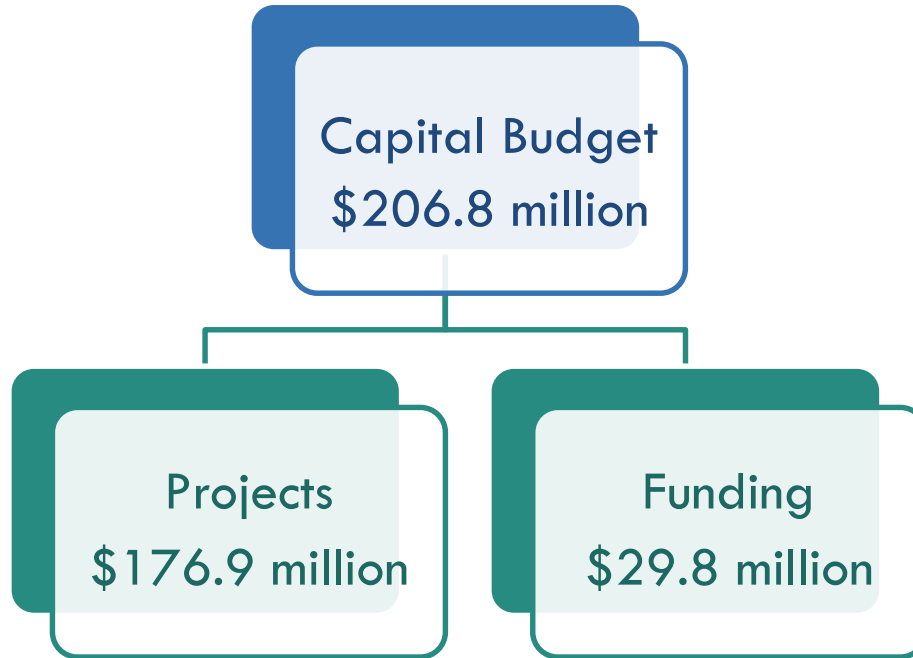 Capital Budget
$206.8 million
Projects
$176.9 million
Funding
$29.8 million